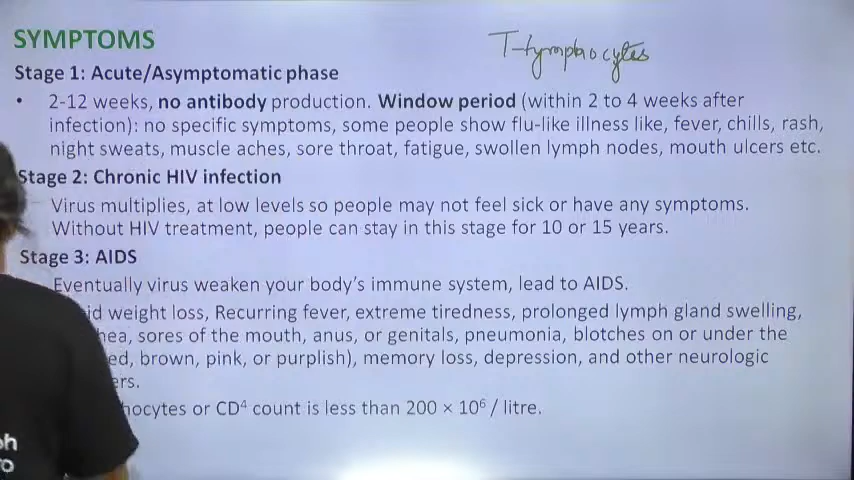 SYMPTOMS
T-lymphocytes
Stage 1: Acute/Asymptomatic phase
• 2-12 weeks, no antibody production. Window period (within 2 to 4 weeks after
infection): no specific symptoms, some people show flu-like illness like, fever, chills, rash,
night sweats, muscle aches, sore throat, fatigue, swollen lymph nodes, mouth ulcers etc.
Stage 2: Chronic HIV infection
Virus multiplies, at low levels so people may not feel sick or have any symptoms.
Without HIV treatment, people can stay in this stage for 10 or 15 years.
Stage 3: AIDS
Eventually virus weaken your body's immune system, lead to AIDS.
weight loss, Recurring fever, extreme tiredness, prolonged lymph gland swelling,
sores of the mouth, anus, or genitals, pneumonia, blotches on or under the
brown, pink, or purplish), memory loss, depression, and other neurologic
or CD⁴ count is less than 200 × 10⁶ / litre.